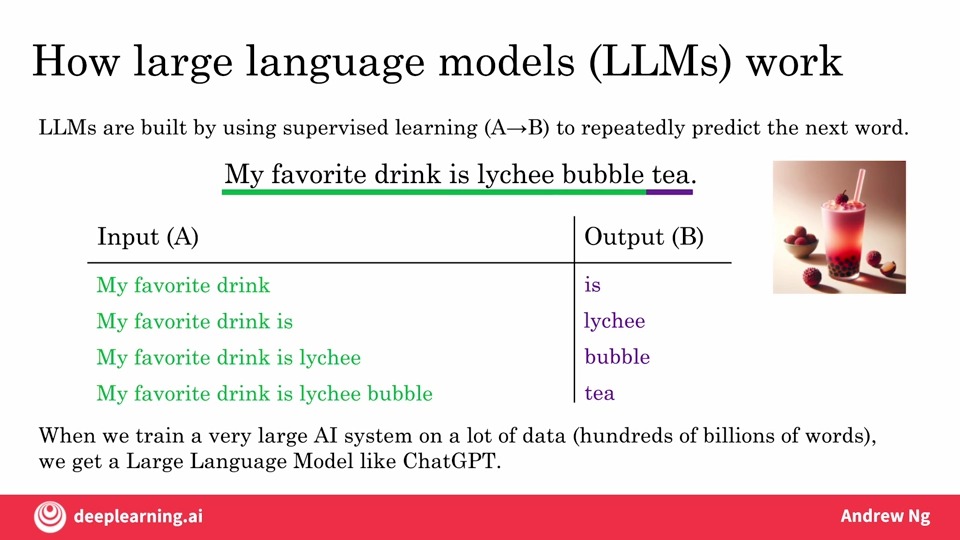 How large language models (LLMs) work
LLMs are built by using supervised learning (A→B) to repeatedly predict the next word.
My favorite drink is lychee bubble tea.
Input (A) Output (B)
My favorite drink is
My favorite drink is lychee
My favorite drink is lychee bubble
My favorite drink is lychee bubble tea
When we train a very large AI system on a lot of data (hundreds of billions of words),
we get a Large Language Model like ChatGPT.
deeplearning.ai Andrew Ng